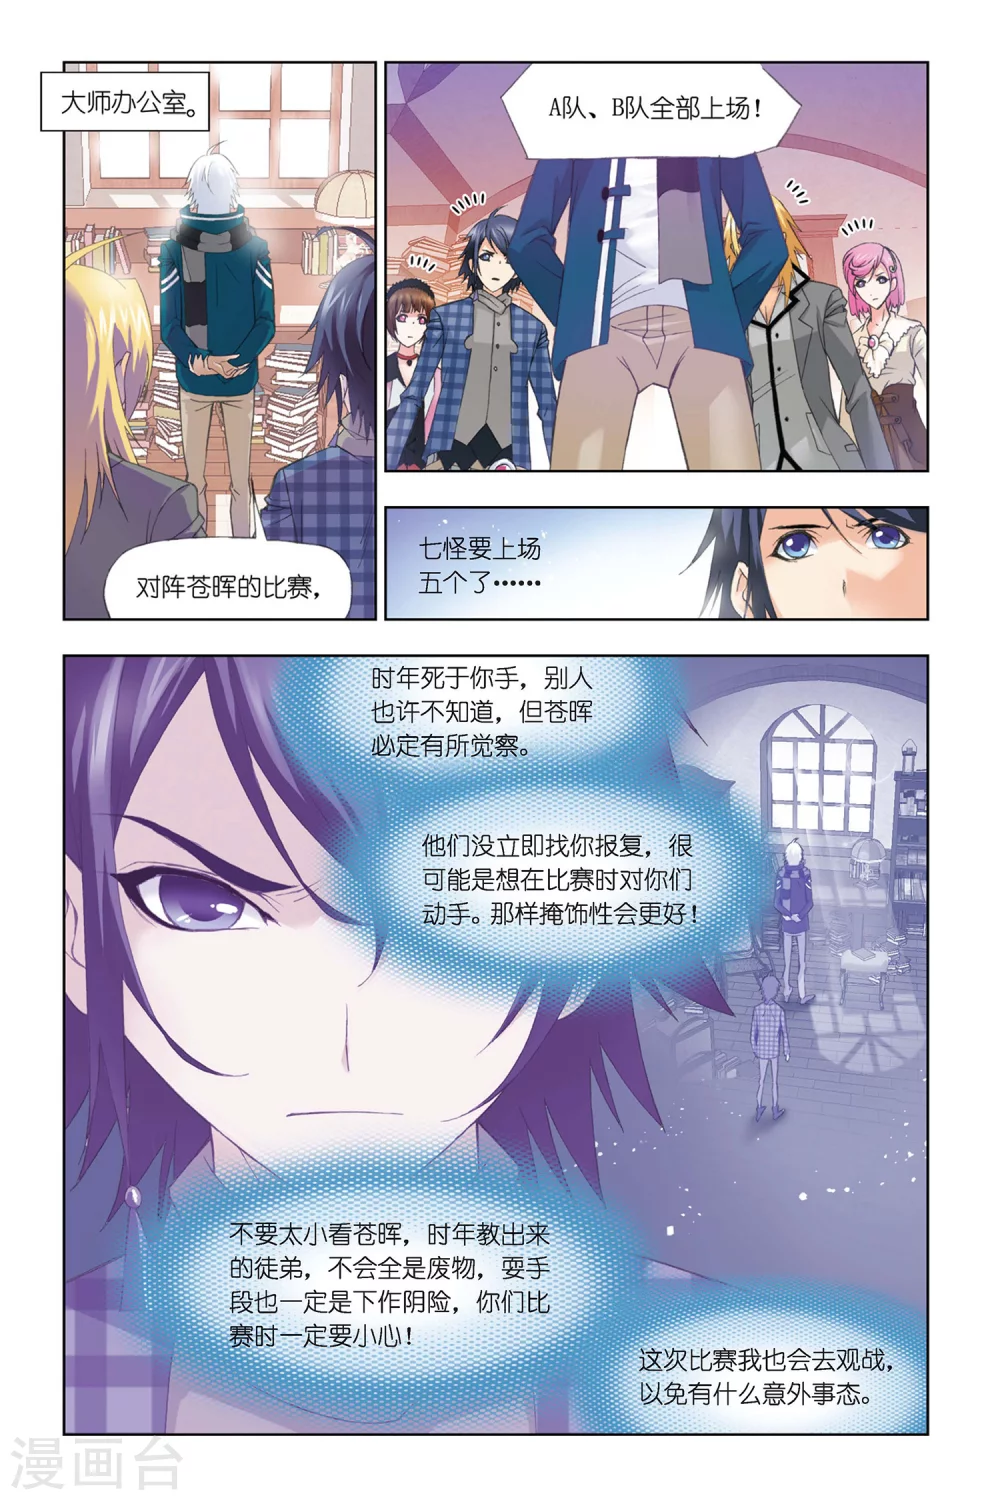 大师办公室。
对阵苍晖的比赛，
A队、B队全部上场！
七怪要上场
五个了……
时年死于你手，别人
也许不知道，但苍晖
必定有所觉察。
他们没立即找你报复，很
可能是想在比赛时对你们
动手。那样掩饰性会更好！
不要太小看苍晖，时年教出来
的徒弟，不会全是废物，耍手
段也一定是下作阴险，你们比
赛时一定要小心！
这次比赛我也会去观战，
以免有什么意外事态。
漫画台